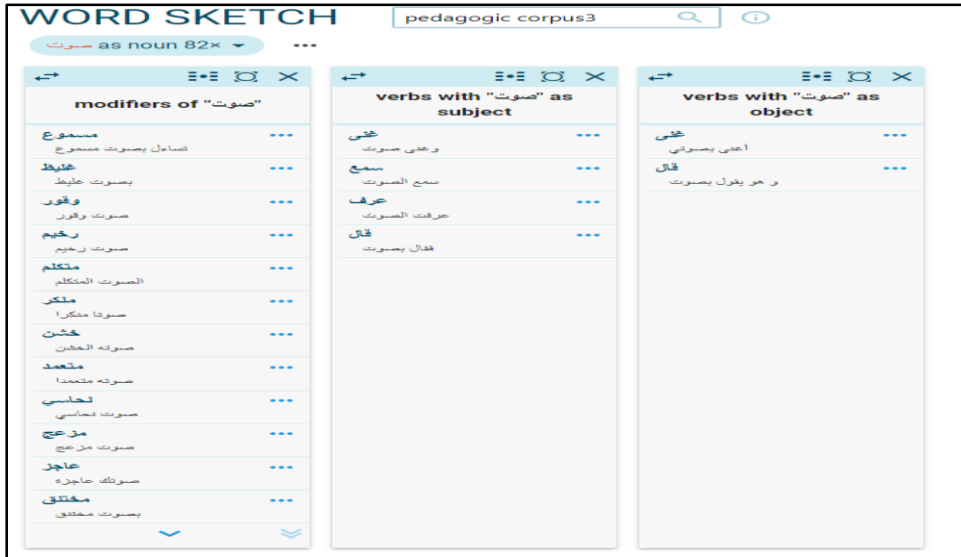 WORD SKETCH
pedagogic corpus3
صوت as noun 82×
modifiers of "صوت"
مسموع
تساءل بصوت مسموع
غليظ
بصوت غليظ
وقور
صوت وقور
رخيم
صوت رخيم
متكلم
الصوت المتكلم
منكر
صوتا منكرا
خشن
صوته الخشن
متعمد
صوته متعمدا
نحاسي
صوت نحاسي
مزعج
صوت مزعج
عاجز
صوتك عاجزه
مختنق
بصوت مختنق
verbs with "صوت" as
subject
غنى
وغنى صوت
سمع
سمع الصوت
عرف
عرفت الصوت
قال
فقال بصوت
verbs with "صوت" as
object
غنى
أغني بصوتي
قال
و هو يقول بصوت